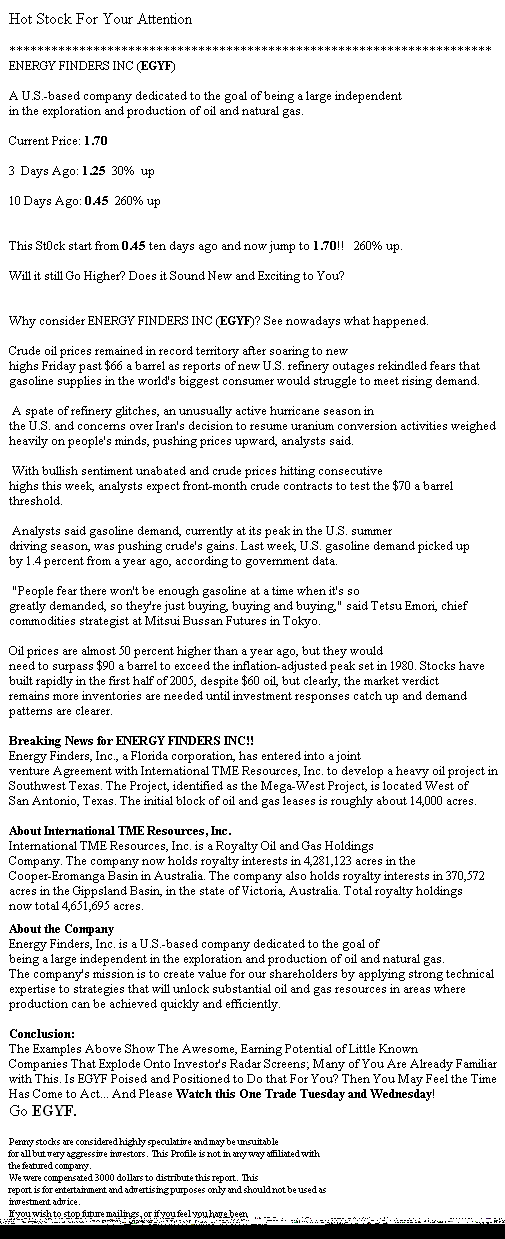 Hot Stock For Your Attention
*********************************************************************
ENERGY FINDERS INC (EGYF)
A U.S.-based company dedicated to the goal of being a large independent
in the exploration and production of oil and natural gas.
Current Price: 1.70
3 Days Ago: 1.25 30% up
10 Days Ago: 0.45 260% up
This St0ck start from 0.45 ten days ago and now jump to 1.70!! 260% up.
Will it still Go Higher? Does it Sound New and Exciting to You?
Why consider ENERGY FINDERS INC (EGYF)? See nowadays what happened.
Crude oil prices remained in record territory after soaring to new
highs Friday past $66 a barrel as reports of new U.S. refinery outages rekindled fears that
gasoline supplies in the world's biggest consumer would struggle to meet rising demand.
A spate of refinery glitches, an unusually active hurricane season in
the U.S. and concerns over Iran's decision to resume uranium conversion activities weighed
heavily on people's minds, pushing prices upward, analysts said.
With bullish sentiment unabated and crude prices hitting consecutive
highs this week, analysts expect front-month crude contracts to test the $70 a barrel
threshold.
Analysts said gasoline demand, currently at its peak in the U.S. summer
driving season, was pushing crude's gains. Last week, U.S. gasoline demand picked up
by 1.4 percent from a year ago, according to government data.
"People fear there won't be enough gasoline at a time when it's so
greatly demanded, so they're just buying, buying and buying," said Tetsu Emori, chief
commodities strategist at Mitsui Bussan Futures in Tokyo.
Oil prices are almost 50 percent higher than a year ago, but they would
need to surpass $90 a barrel to exceed the inflation-adjusted peak set in 1980. Stocks have
built rapidly in the first half of 2005, despite $60 oil, but clearly, the market verdict
remains more inventories are needed until investment responses catch up and demand
patterns are clearer.
Breaking News for ENERGY FINDERS INC!!
Energy Finders, Inc., a Florida corporation, has entered into a joint
venture Agreement with International TME Resources, Inc. to develop a heavy oil project in
Southwest Texas. The Project, identified as the Mega-West Project, is located West of
San Antonio, Texas. The initial block of oil and gas leases is roughly about 14,000 acres.
About International TME Resources, Inc.
International TME Resources, Inc. is a Royalty Oil and Gas Holdings
Company. The company now holds royalty interests in 4,281,123 acres in the
Cooper-Eromanga Basin in Australia. The company also holds royalty interests in 370,572
acres in the Gippsland Basin, in the state of Victoria, Australia. Total royalty holdings
now total 4,651,695 acres.
About the Company
Energy Finders, Inc. is a U.S.-based company dedicated to the goal of
being a large independent in the exploration and production of oil and natural gas.
The company's mission is to create value for our shareholders by applying strong technical
expertise to strategies that will unlock substantial oil and gas resources in areas where
production can be achieved quickly and efficiently.
Conclusion:
The Examples Above Show The Awesome, Earning Potential of Little Known
Companies That Explode Onto Investor's Radar Screens; Many of You Are Already Familiar
with This. Is EGYF Poised and Positioned to Do that For You? Then You May Feel the Time
Has Come to Act... And Please Watch this One Trade Tuesday and Wednesday!
Go EGYF.
Penny stocks are considered highly speculative and may be unsuitable
for all but very aggressive investors. This Profile is not in any way affiliated with
the featured company.
We were compensated 3000 dollars to distribute this report. This
report is for entertainment and advertising purposes only and should not be used as
investment advice.
If you wish to stop future mailings, or if you feel you have been